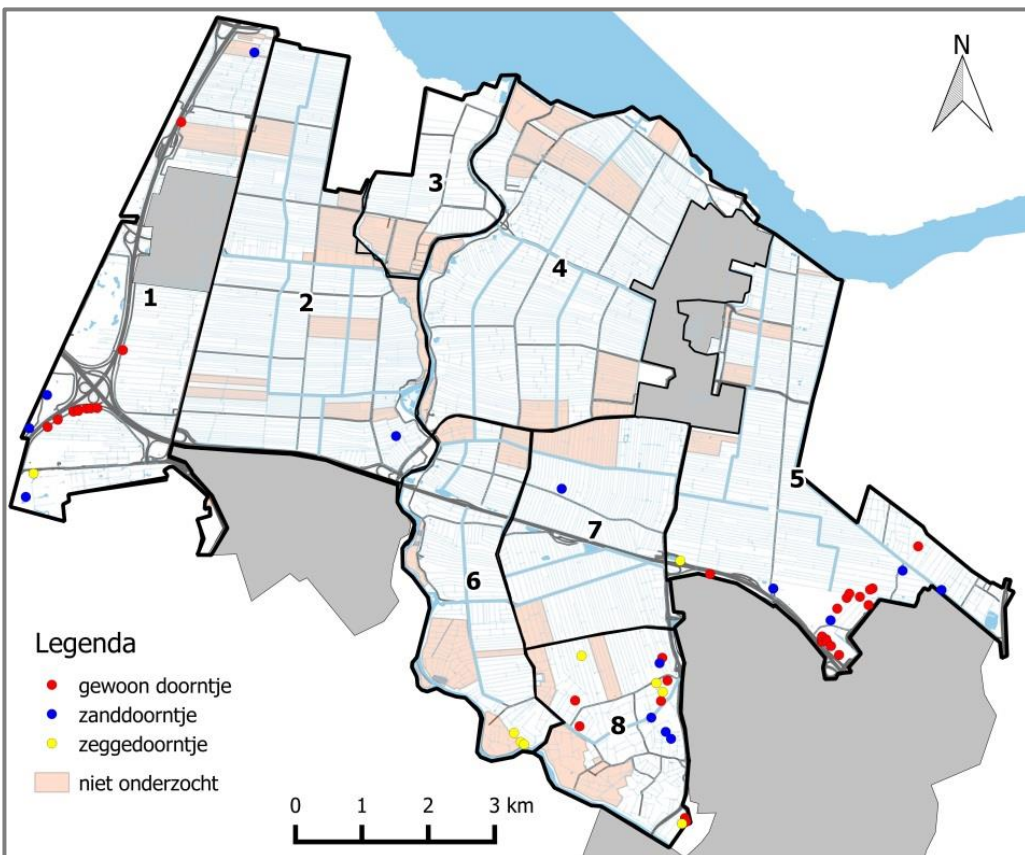 N
3
4
1
2
5
7
6
8
Legenda
gewoon doorntje
zanddoorntje
zeggedoorntje
niet onderzocht
0 1 2 3 km